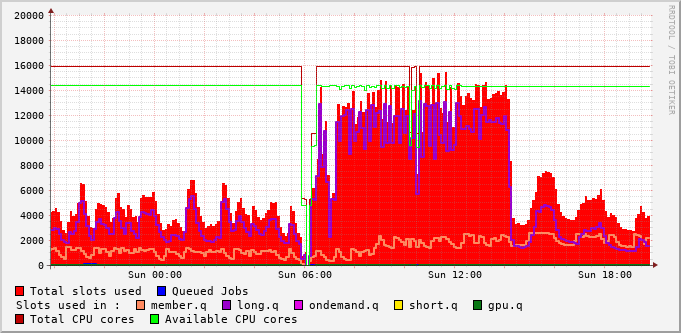 20000
18000
16000
14000
12000
10000
8000
6000
4000
2000
0
Sun 00:00 Sun 06:00 Sun 12:00 Sun 18:00
Total slots used Queued Jobs
Slots used in : member.q long.q ondemand.q short.q gpu.q
Total CPU cores Available CPU cores
RRDTOOL / TOBI OETIKER